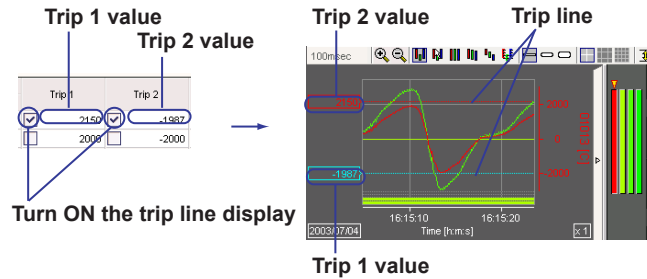 Trip 1 value
Trip 2 value
Trip 1 Trip 2
2150 -1987
2000 -2000
Turn ON the trip line display
Trip 2 value Trip line
100msec
2000
-1987
-2000
16:15:10 16:15:20
2003/07/04 Time [h:m:s] x 1
Trip 1 value